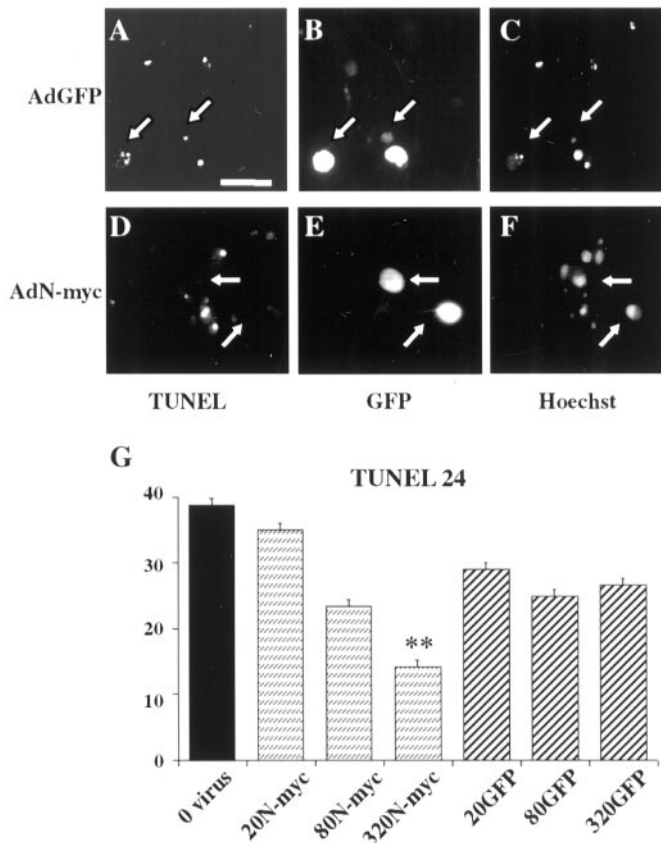 A
B
C
AdGFP
D
E
F
AdN-myc
TUNEL
GFP
Hoechst
G
TUNEL 24
40
30
20
10
0
**
0 virus
20N-myc
80N-myc
320N-myc
20GFP
80GFP
320GFP